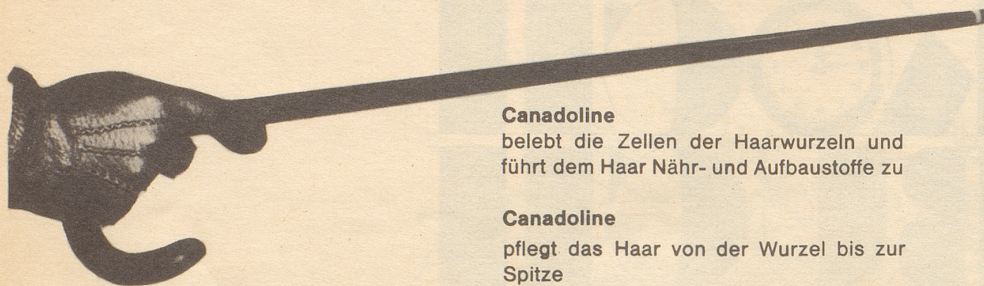 Canadoline
belebt die Zellen der Haarwurzeln und
führt dem Haar Nähr- und Aufbaustoffe zu
Canadoline
pflegt das Haar von der Wurzel bis zur
Spitze